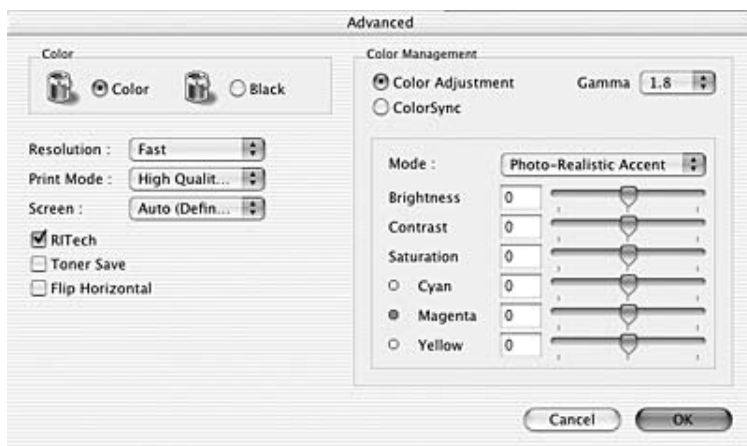 Advanced
Color
Color
Black
Resolution :
Fast
Print Mode :
High Qualit...
Screen :
Auto (Defin...
RITech
Toner Save
Flip Horizontal
Color Management
Color Adjustment
Gamma
1.8
ColorSync
Mode :
Photo-Realistic Accent
Brightness
0
Contrast
0
Saturation
0
Cyan
0
Magenta
0
Yellow
0
Cancel
OK